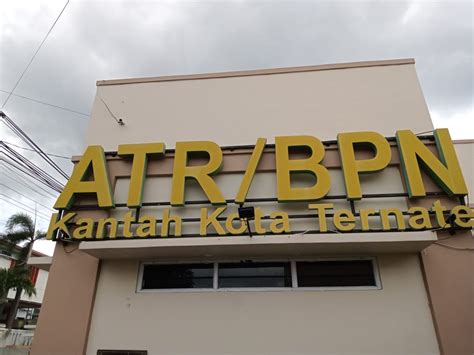 ATR/BPN
Kantah Kota Ternate